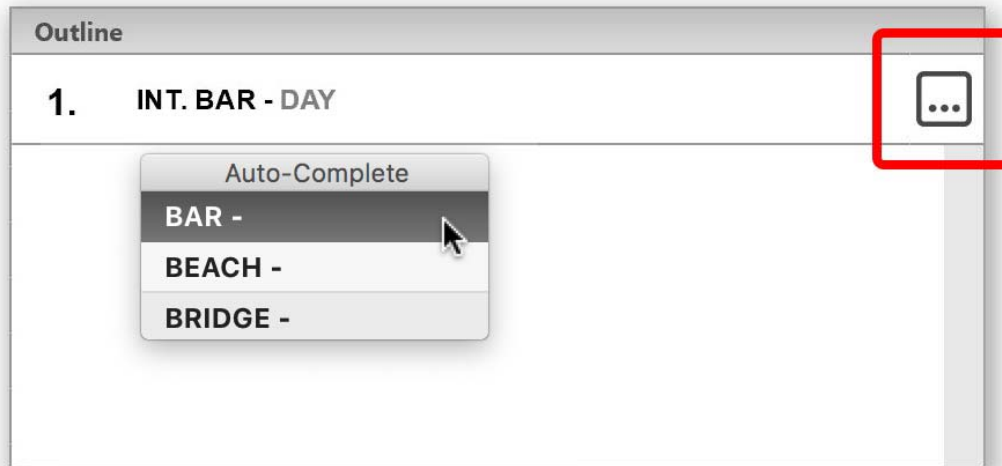 Outline
1. INT. BAR - DAY
...
Auto-Complete
BAR -
BEACH -
BRIDGE -